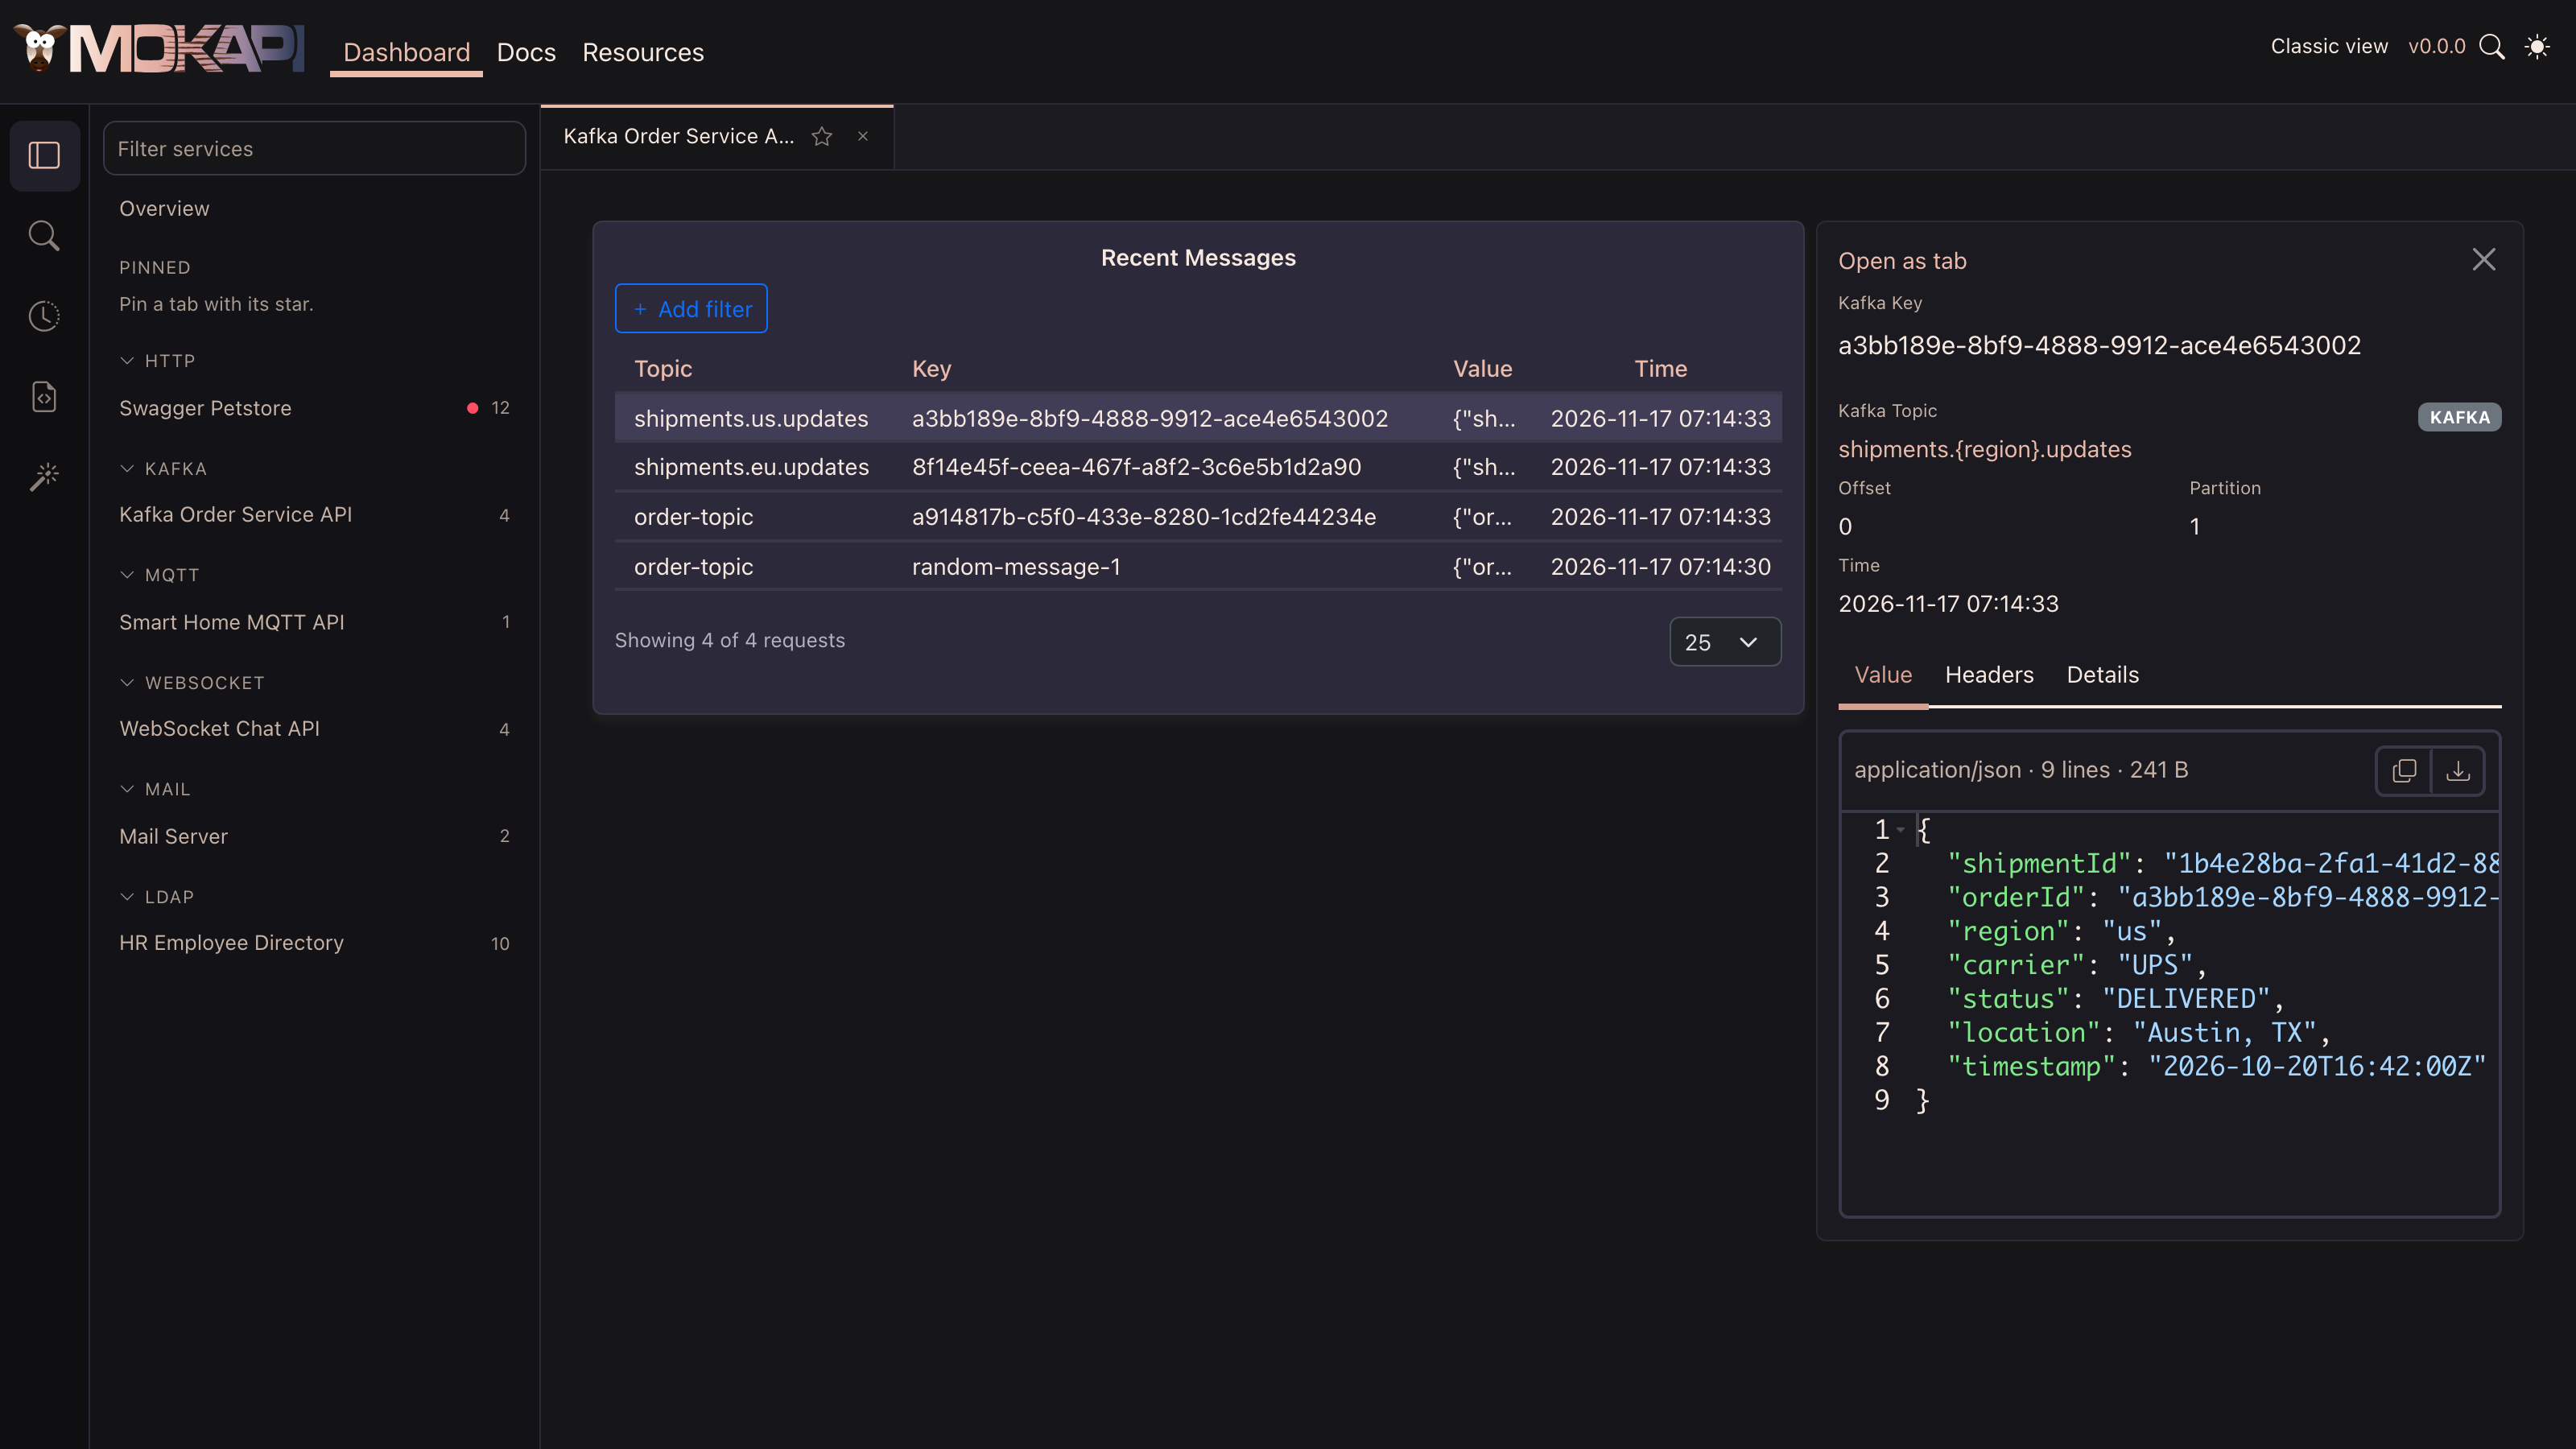 MOKAPI
Dashboard
Docs
Resources
Classic view
v0.0.0
Filter services
Overview
PINNED
Pin a tab with its star.
HTTP
Swagger Petstore
12
KAFKA
Kafka Order Service API
4
MQTT
Smart Home MQTT API
1
WEBSOCKET
WebSocket Chat API
4
MAIL
Mail Server
2
LDAP
HR Employee Directory
10
Kafka Order Service A...
Recent Messages
+ Add filter
Topic Key Value Time
shipments.us.updates a3bb189e-8bf9-4888-9912-ace4e6543002 {"sh... 2026-11-17 07:14:33
shipments.eu.updates 8f14e45f-ceea-467f-a8f2-3c6e5b1d2a90 {"sh... 2026-11-17 07:14:33
order-topic a914817b-c5f0-433e-8280-1cd2fe44234e {"or... 2026-11-17 07:14:33
order-topic random-message-1 {"or... 2026-11-17 07:14:30
Showing 4 of 4 requests
25
Open as tab
Kafka Key
a3bb189e-8bf9-4888-9912-ace4e6543002
Kafka Topic
KAFKA
shipments.{region}.updates
Offset Partition
0 1
Time
2026-11-17 07:14:33
Value Headers Details
application/json · 9 lines · 241 B
1 {
2 "shipmentId": "1b4e28ba-2fa1-41d2-88
3 "orderId": "a3bb189e-8bf9-4888-9912-
4 "region": "us",
5 "carrier": "UPS",
6 "status": "DELIVERED",
7 "location": "Austin, TX",
8 "timestamp": "2026-10-20T16:42:00Z"
9 }